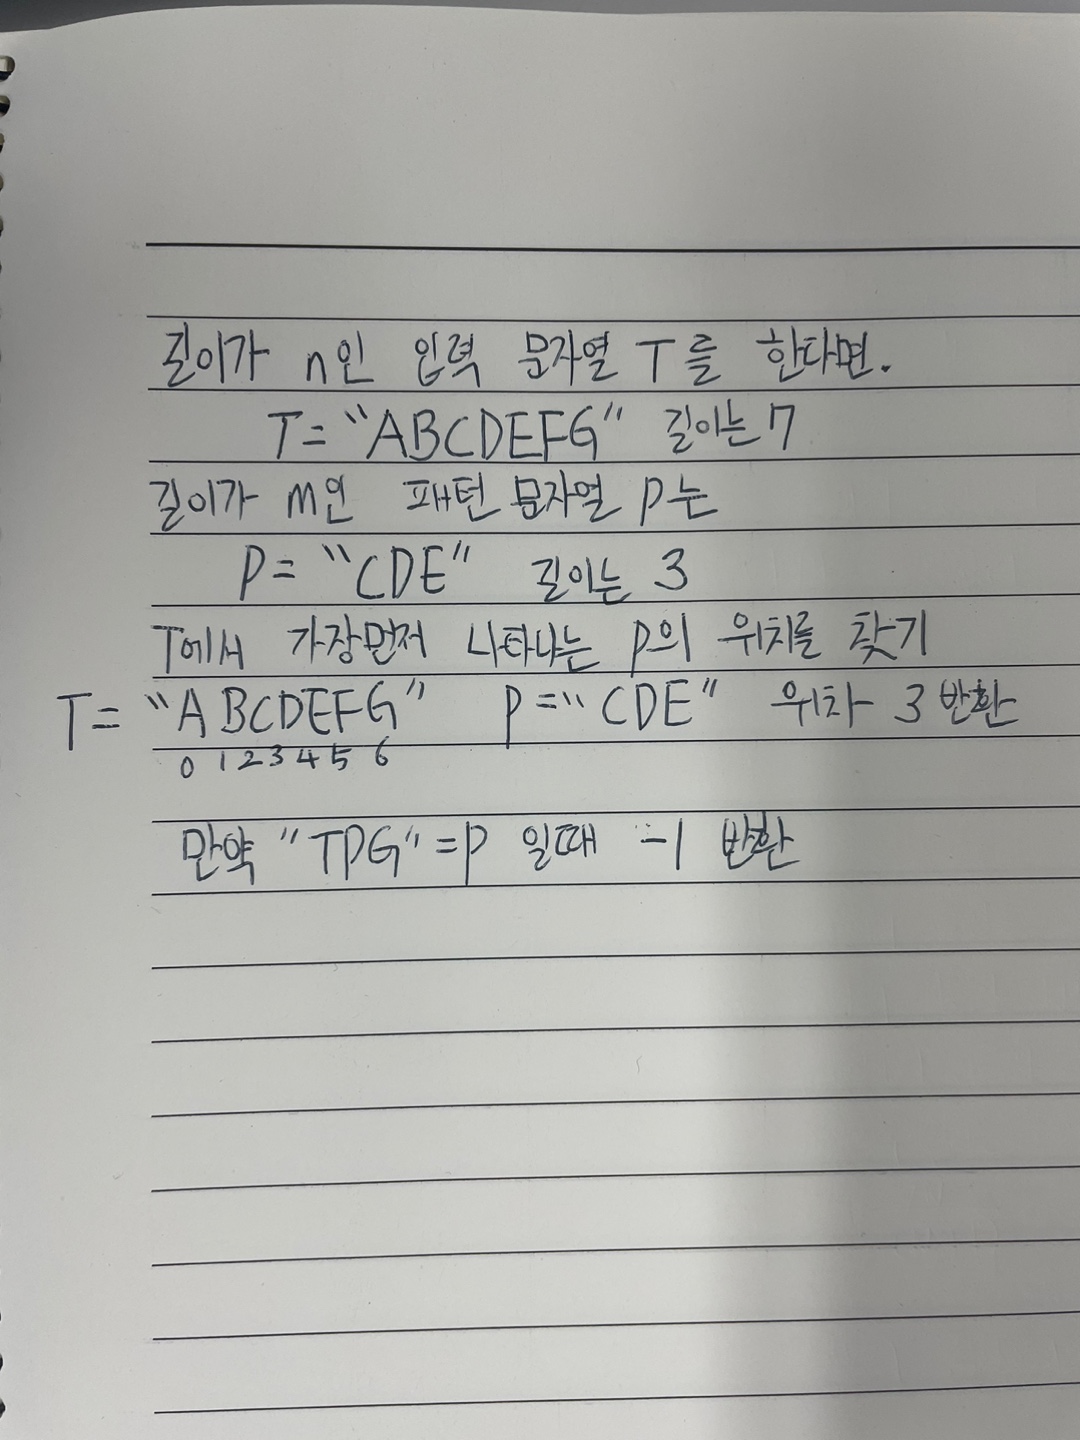 길이가 n인 입력 문자열 T를 한다면.
T= "ABCDEFG" 길이는 7
길이가 m인 패턴 문자열 P는
P= "CDE" 길이는 3
T에서 가장먼저 나타나는 P의 위치를 찾기
T= "ABCDEFG" P="CDE" 위치 3 반환
0 1 2 3 4 5 6
만약 "TPG"=P 일때 -1 반환